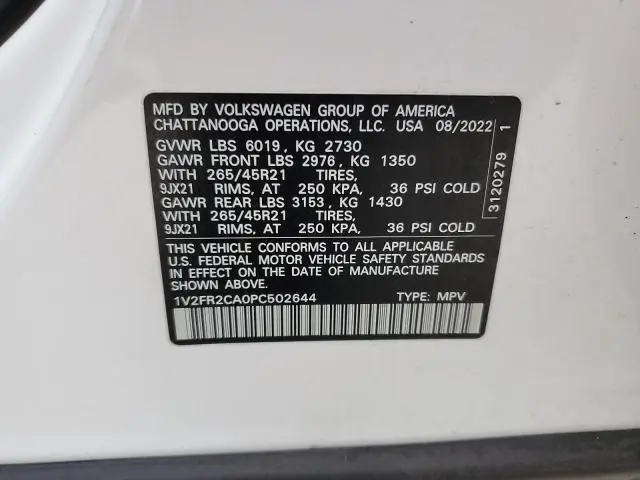 MFD BY VOLKSWAGEN GROUP OF AMERICA
CHATTANOOGA OPERATIONS, LLC. USA 08/2022
GVWR LBS 6019, KG 2730
GAWR FRONT LBS 2976, KG 1350
WITH 265/45R21 TIRES,
9JX21 RIMS, AT 250 KPA, 36 PSI COLD
GAWR REAR LBS 3153, KG 1430
WITH 265/45R21 TIRES,
9JX21 RIMS, AT 250 KPA, 36 PSI COLD
THIS VEHICLE CONFORMS TO ALL APPLICABLE
U.S. FEDERAL MOTOR VEHICLE SAFETY STANDARDS
IN EFFECT ON THE DATE OF MANUFACTURE
1V2FR2CA0PC502644 TYPE: MPV
3120279 1